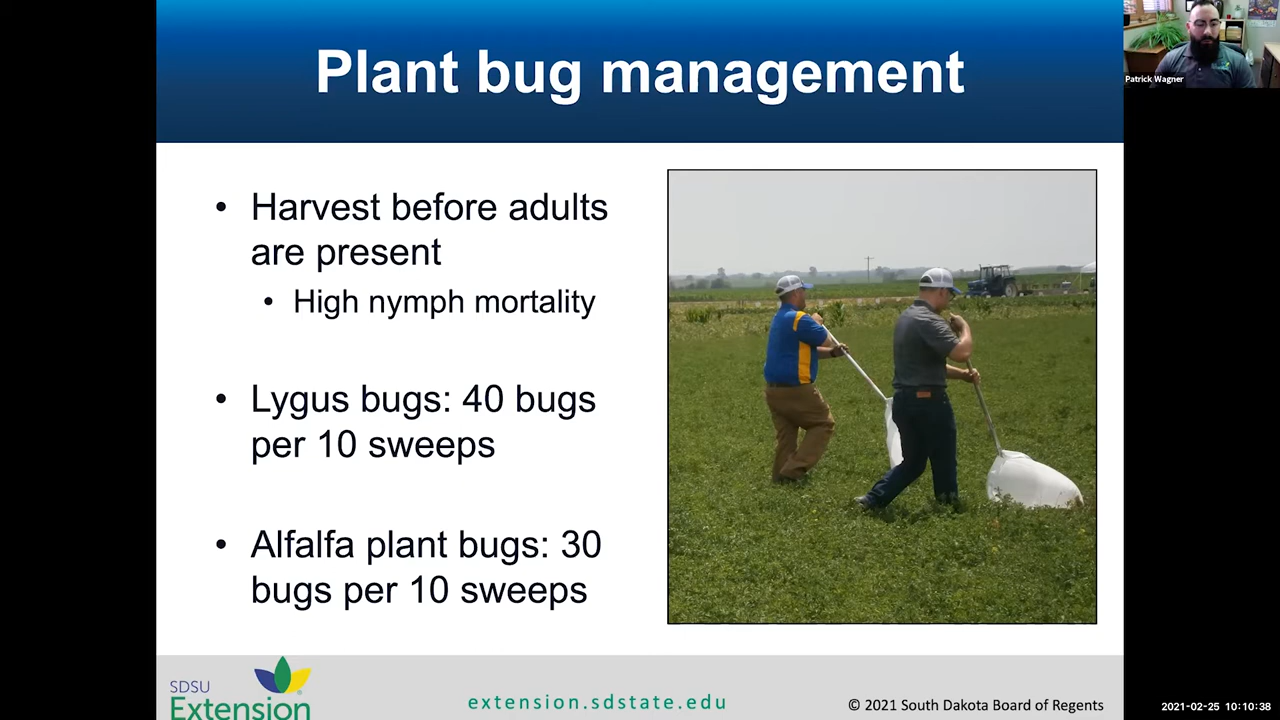 Plant bug management
Patrick Wagner
• Harvest before adults
are present
• High nymph mortality
• Lygus bugs: 40 bugs
per 10 sweeps
• Alfalfa plant bugs: 30
bugs per 10 sweeps
SDSU
Extension
extension.sdstate.edu
© 2021 South Dakota Board of Regents
2021-02-25 10:10:38